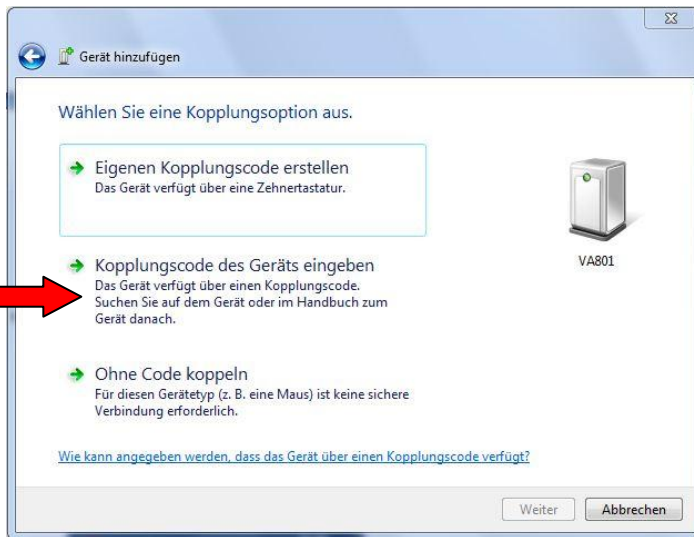 Gerät hinzufügen
Wählen Sie eine Kopplungsoption aus.
Eigenen Kopplungscode erstellen
Das Gerät verfügt über eine Zehnertastatur.
Kopplungscode des Geräts eingeben
Das Gerät verfügt über einen Kopplungscode.
Suchen Sie auf dem Gerät oder im Handbuch zum
Gerät danach.
VA801
Ohne Code koppeln
Für diesen Gerätetyp (z. B. eine Maus) ist keine sichere
Verbindung erforderlich.
Wie kann angegeben werden, dass das Gerät über einen Kopplungscode verfügt?
Weiter
Abbrechen